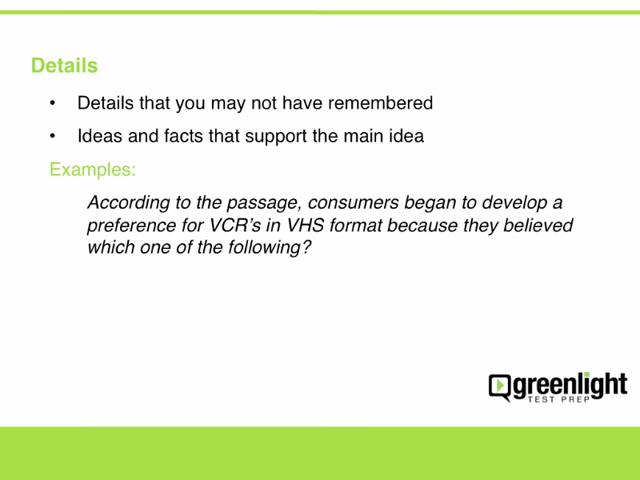 Details
• Details that you may not have remembered
• Ideas and facts that support the main idea
Examples:
According to the passage, consumers began to develop a
preference for VCR's in VHS format because they believed
which one of the following?
greenlight
TEST PREP